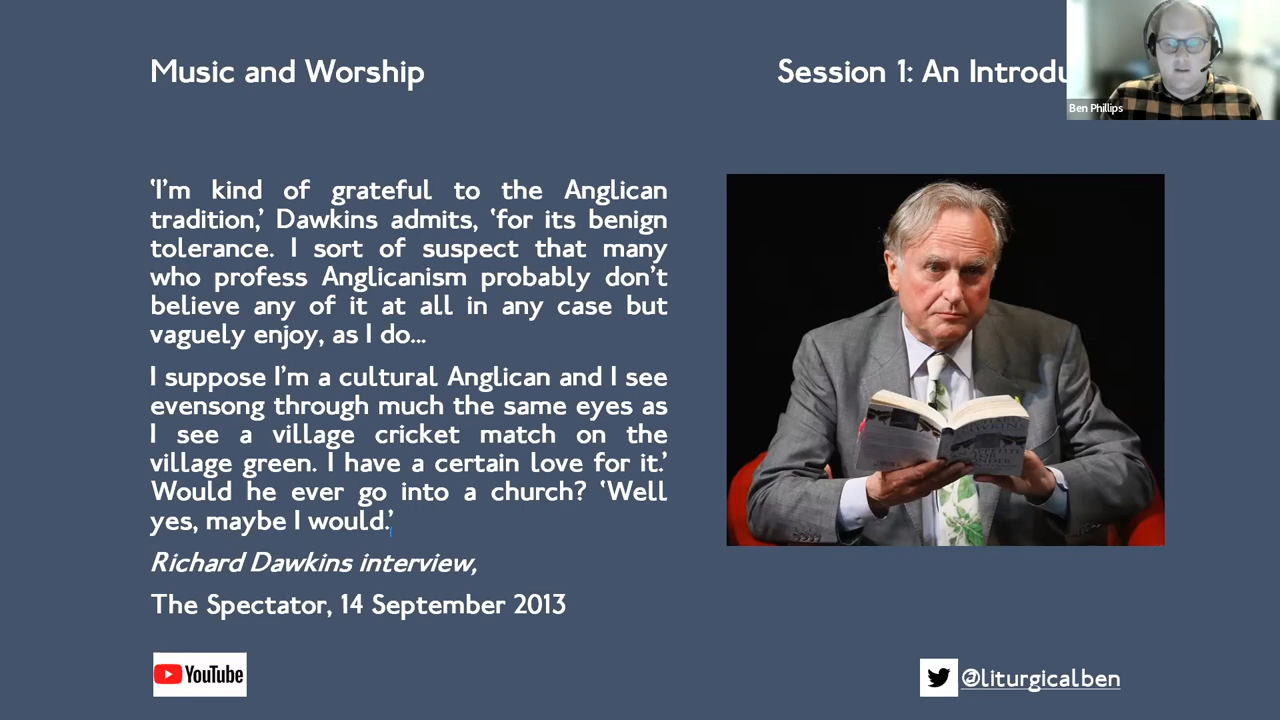 Music and Worship
Session 1: An Introdu
Ben Phillips
‘I’m kind of grateful to the Anglican
tradition,’ Dawkins admits, ‘for its benign
tolerance. I sort of suspect that many
who profess Anglicanism probably don’t
believe any of it at all in any case but
vaguely enjoy, as I do...
I suppose I’m a cultural Anglican and I see
evensong through much the same eyes as
I see a village cricket match on the
village green. I have a certain love for it.’
Would he ever go into a church? ‘Well
yes, maybe I would.’
Richard Dawkins interview,
The Spectator, 14 September 2013
YouTube
@liturgicalben